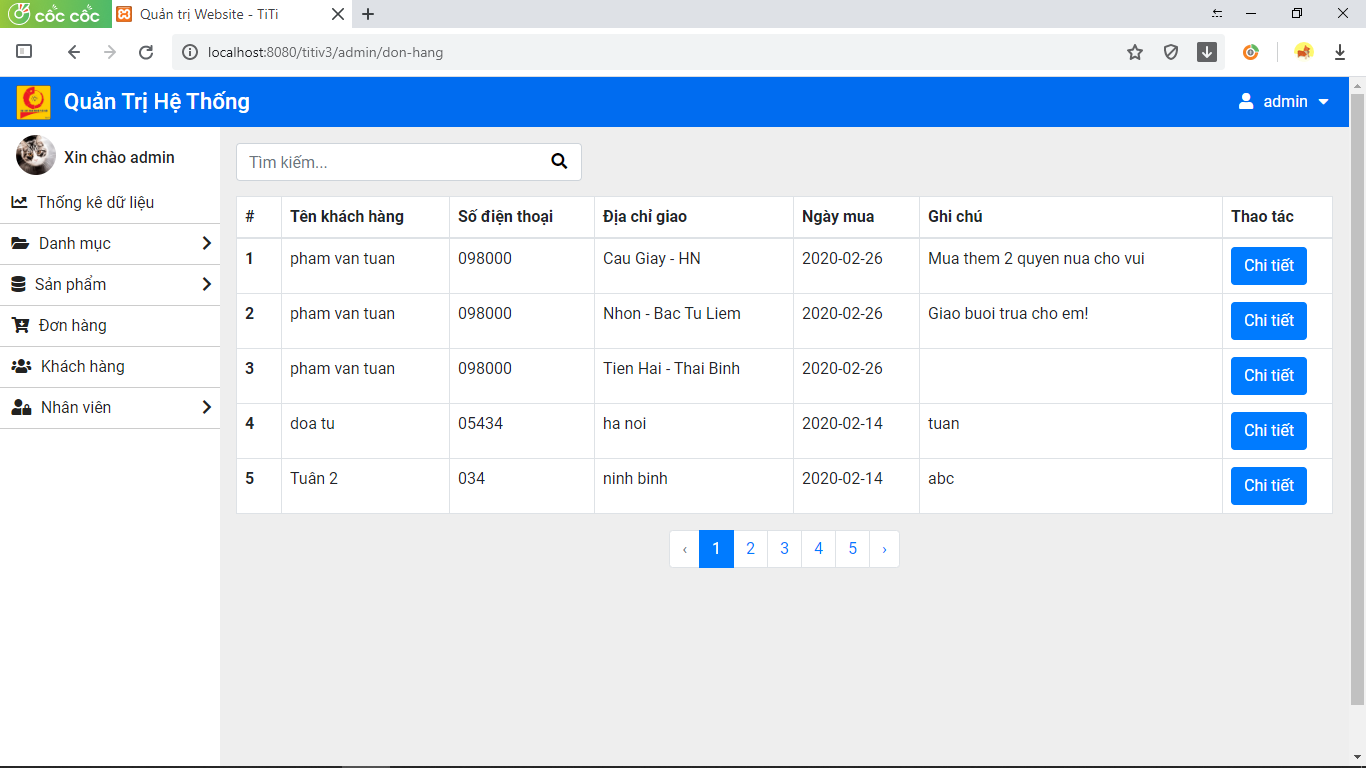 cốc cốc
Quản trị Website - TiTi
localhost:8080/titiv3/admin/don-hang
Quản Trị Hệ Thống
admin
Xin chào admin
Thống kê dữ liệu
Danh mục
Sản phẩm
Đơn hàng
Khách hàng
Nhân viên
Tìm kiếm...
# Tên khách hàng Số điện thoại Địa chỉ giao Ngày mua Ghi chú Thao tác
1 pham van tuan 098000 Cau Giay - HN 2020-02-26 Mua them 2 quyen nua cho vui Chi tiết
2 pham van tuan 098000 Nhon - Bac Tu Liem 2020-02-26 Giao buoi trua cho em! Chi tiết
3 pham van tuan 098000 Tien Hai - Thai Binh 2020-02-26 Chi tiết
4 doa tu 05434 ha noi 2020-02-14 tuan Chi tiết
5 Tuân 2 034 ninh binh 2020-02-14 abc Chi tiết
‹ 1 2 3 4 5 ›